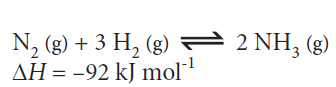 N₂ (g) + 3 H₂ (g) ⇌ 2 NH₃ (g)
ΔH = −92 kJ mol⁻¹